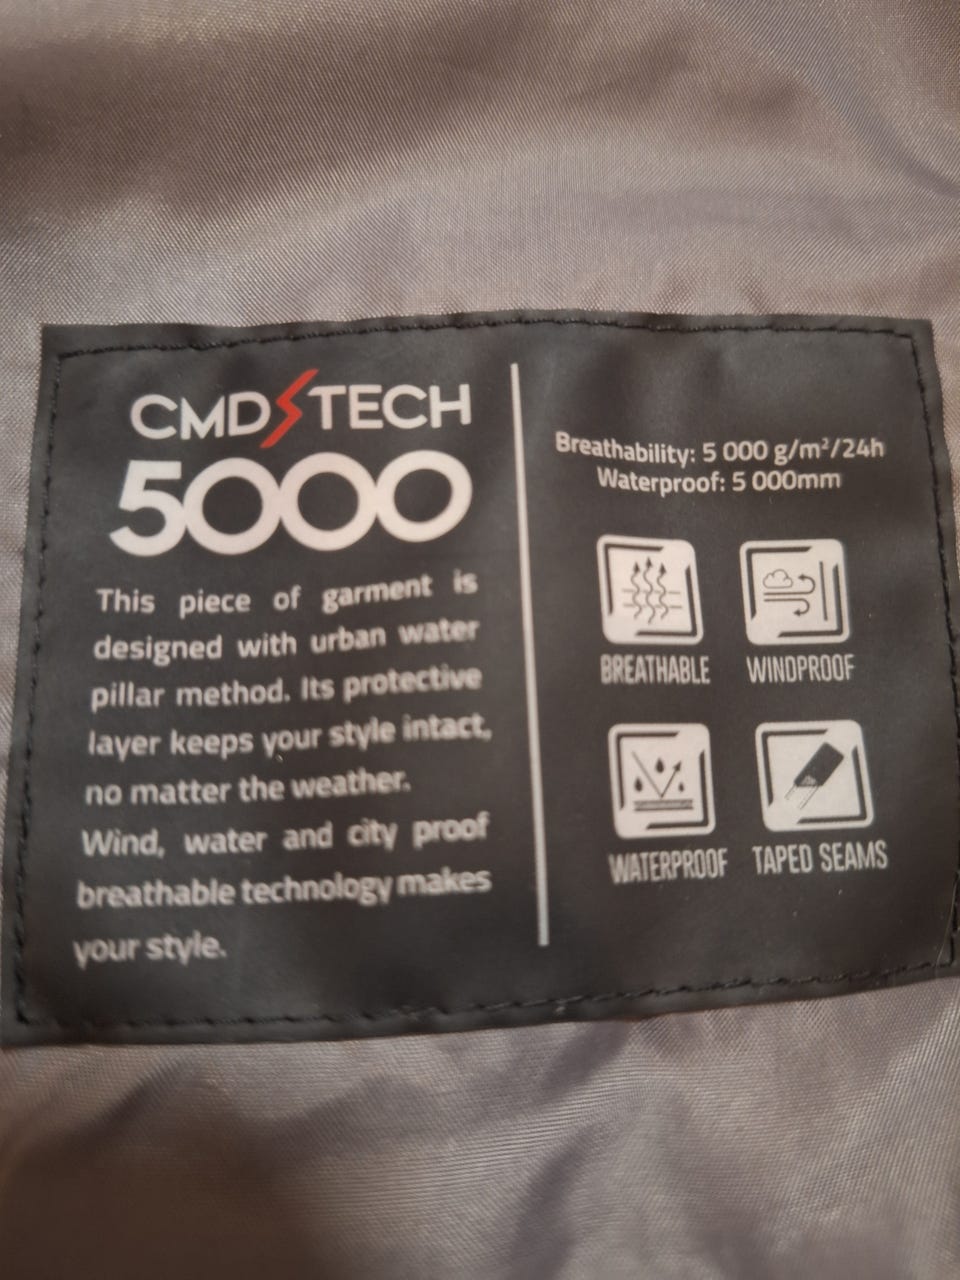 CMD TECH
5000
This piece of garment is
designed with urban water
pillar method. Its protective
layer keeps your style intact,
no matter the weather.
Wind, water and city proof
breathable technology makes
your style.
Breathability: 5 000 g/m²/24h
Waterproof: 5 000mm
BREATHABLE
WINDPROOF
WATERPROOF
TAPED SEAMS